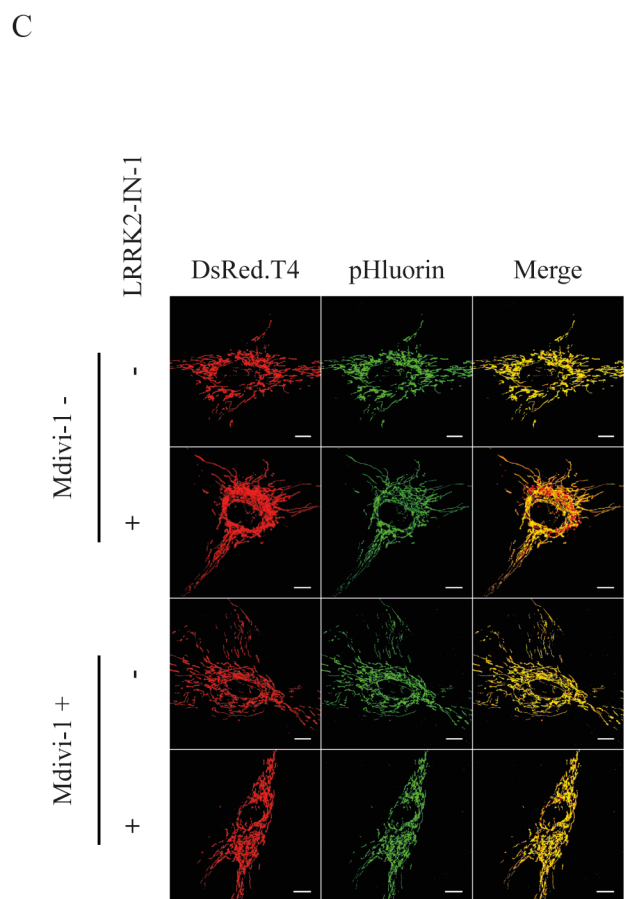 C
LRRK2-IN-1
DsRed.T4 pHluorin Merge
Mdivi-1 -
-
+
Mdivi-1 +
-
+